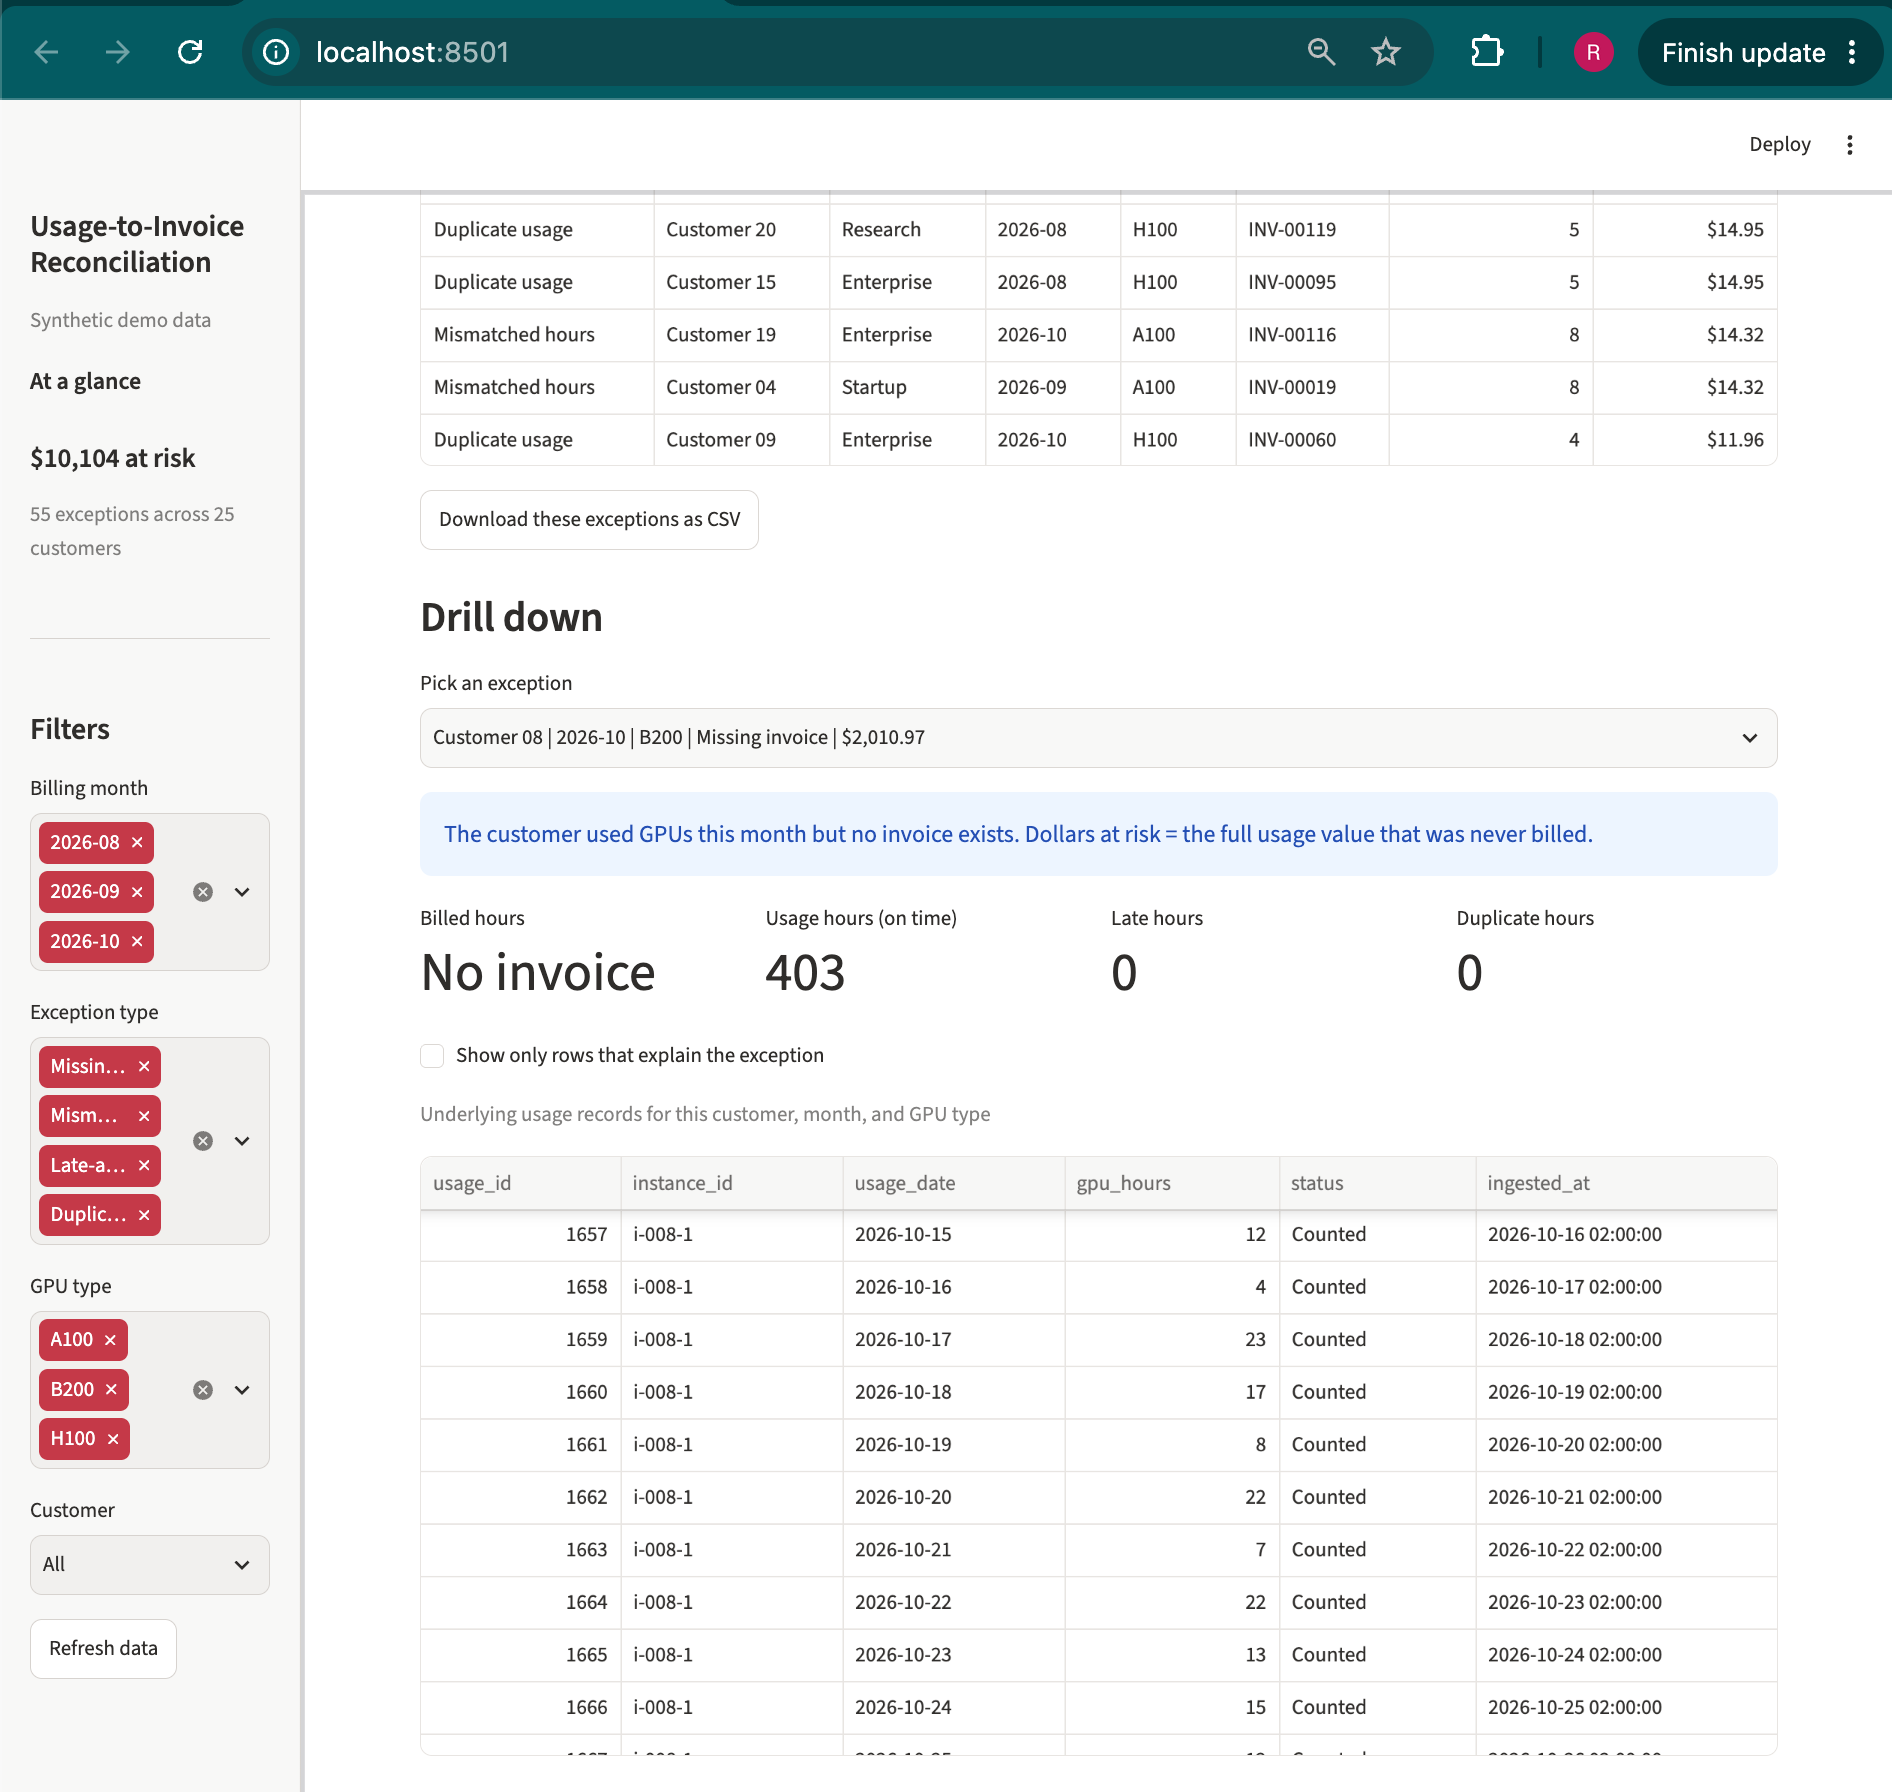 localhost:8501
R
Finish update
Deploy
Usage-to-Invoice
Reconciliation
Synthetic demo data
At a glance
$10,104 at risk
55 exceptions across 25
customers
Filters
Billing month
2026-08
2026-09
2026-10
Exception type
Missin...
Mism...
Late-a...
Duplic...
GPU type
A100
B200
H100
Customer
All
Refresh data
Duplicate usage Customer 20 Research 2026-08 H100 INV-00119 5 $14.95
Duplicate usage Customer 15 Enterprise 2026-08 H100 INV-00095 5 $14.95
Mismatched hours Customer 19 Enterprise 2026-10 A100 INV-00116 8 $14.32
Mismatched hours Customer 04 Startup 2026-09 A100 INV-00019 8 $14.32
Duplicate usage Customer 09 Enterprise 2026-10 H100 INV-00060 4 $11.96
Download these exceptions as CSV
Drill down
Pick an exception
Customer 08 | 2026-10 | B200 | Missing invoice | $2,010.97
The customer used GPUs this month but no invoice exists. Dollars at risk = the full usage value that was never billed.
Billed hours Usage hours (on time) Late hours Duplicate hours
No invoice 403 0 0
Show only rows that explain the exception
Underlying usage records for this customer, month, and GPU type
usage_id instance_id usage_date gpu_hours status ingested_at
1657 i-008-1 2026-10-15 12 Counted 2026-10-16 02:00:00
1658 i-008-1 2026-10-16 4 Counted 2026-10-17 02:00:00
1659 i-008-1 2026-10-17 23 Counted 2026-10-18 02:00:00
1660 i-008-1 2026-10-18 17 Counted 2026-10-19 02:00:00
1661 i-008-1 2026-10-19 8 Counted 2026-10-20 02:00:00
1662 i-008-1 2026-10-20 22 Counted 2026-10-21 02:00:00
1663 i-008-1 2026-10-21 7 Counted 2026-10-22 02:00:00
1664 i-008-1 2026-10-22 22 Counted 2026-10-23 02:00:00
1665 i-008-1 2026-10-23 13 Counted 2026-10-24 02:00:00
1666 i-008-1 2026-10-24 15 Counted 2026-10-25 02:00:00